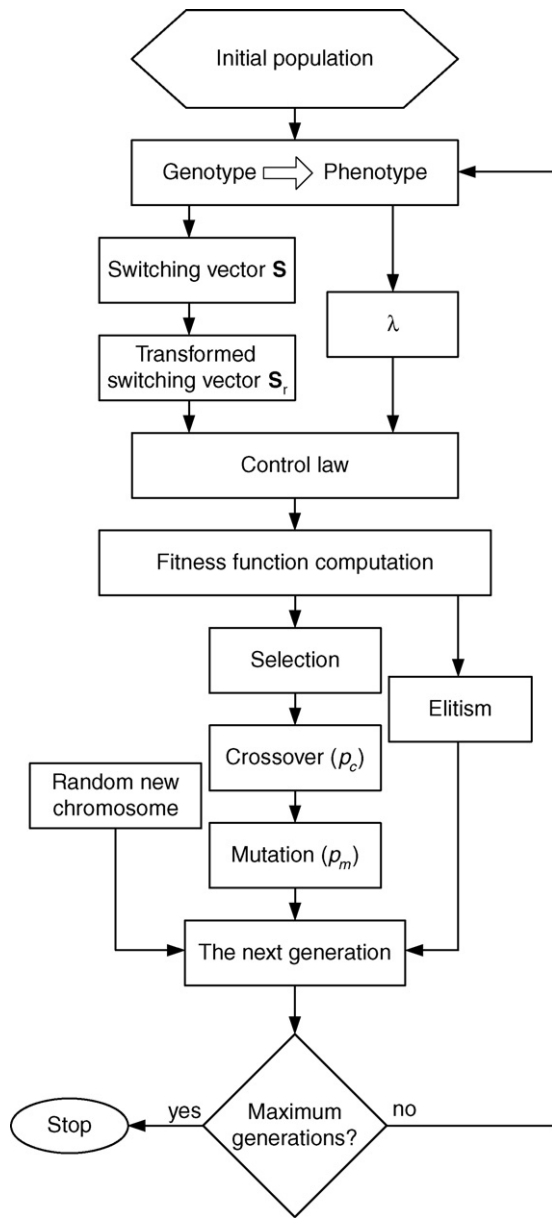 Initial population
Genotype Phenotype
Switching vector S
λ
Transformed
switching vector Sr
Control law
Fitness function computation
Selection
Elitism
Crossover (pc)
Random new
chromosome
Mutation (pm)
The next generation
yes
no
Stop
Maximum
generations?